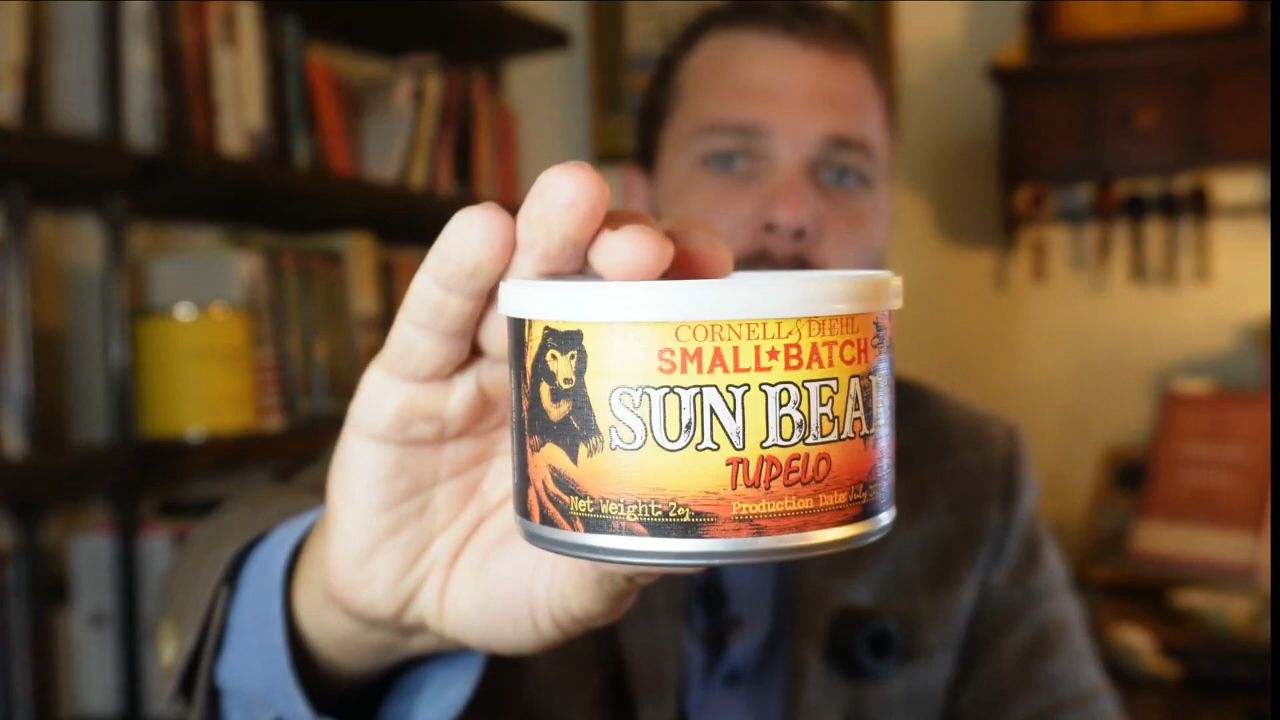 CORNELL & DIEHL
SMALL★BATCH
SUN BEA
TUPELO
Net Weight: 2oz. Production Date: July